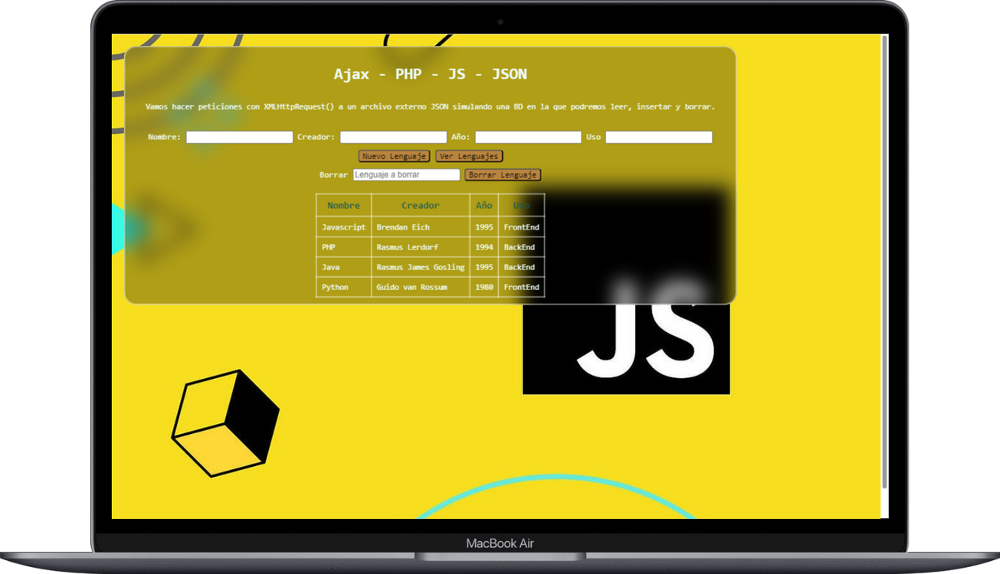 Ajax - PHP - JS - JSON
Vamos hacer peticiones con XMLHttpRequest() a un archivo externo JSON simulando una BD en la que podremos leer, insertar y borrar.
Nombre: Creador: Año: Uso
Nuevo Lenguaje Ver Lenguajes
Borrar Lenguaje a borrar Borrar Lenguaje
Nombre Creador Año Uso
Javascript Brendan Eich 1995 FrontEnd
PHP Rasmus Lerdorf 1994 BackEnd
Java Rasmus James Gosling 1995 BackEnd
Python Guido van Rossum 1980 FrontEnd
JS
MacBook Air